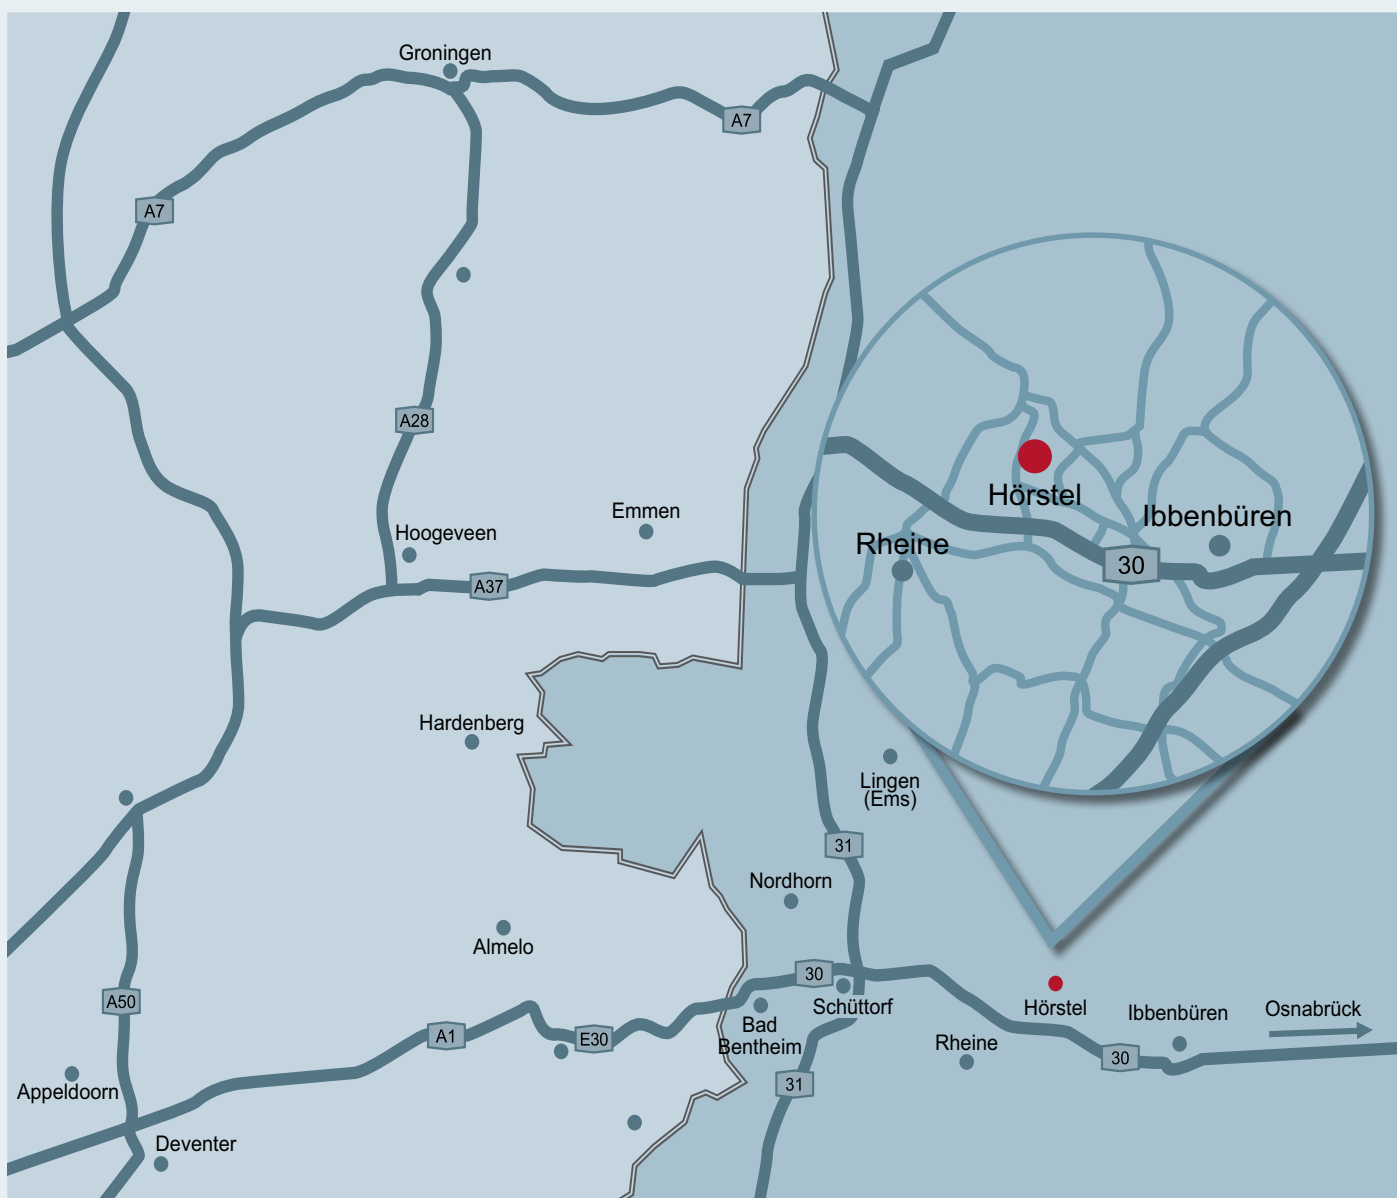 Groningen
A7
A7
A28
Hörstel
Ibbenbüren
Emmen
Hoogeveen
Rheine
30
A37
Hardenberg
Lingen
(Ems)
31
Nordhorn
Almelo
30
A50
Schüttorf
Hörstel
Osnabrück
Ibbenbüren
A1
E30
Bad
Bentheim
Rheine
30
31
Appeldoorn
Deventer